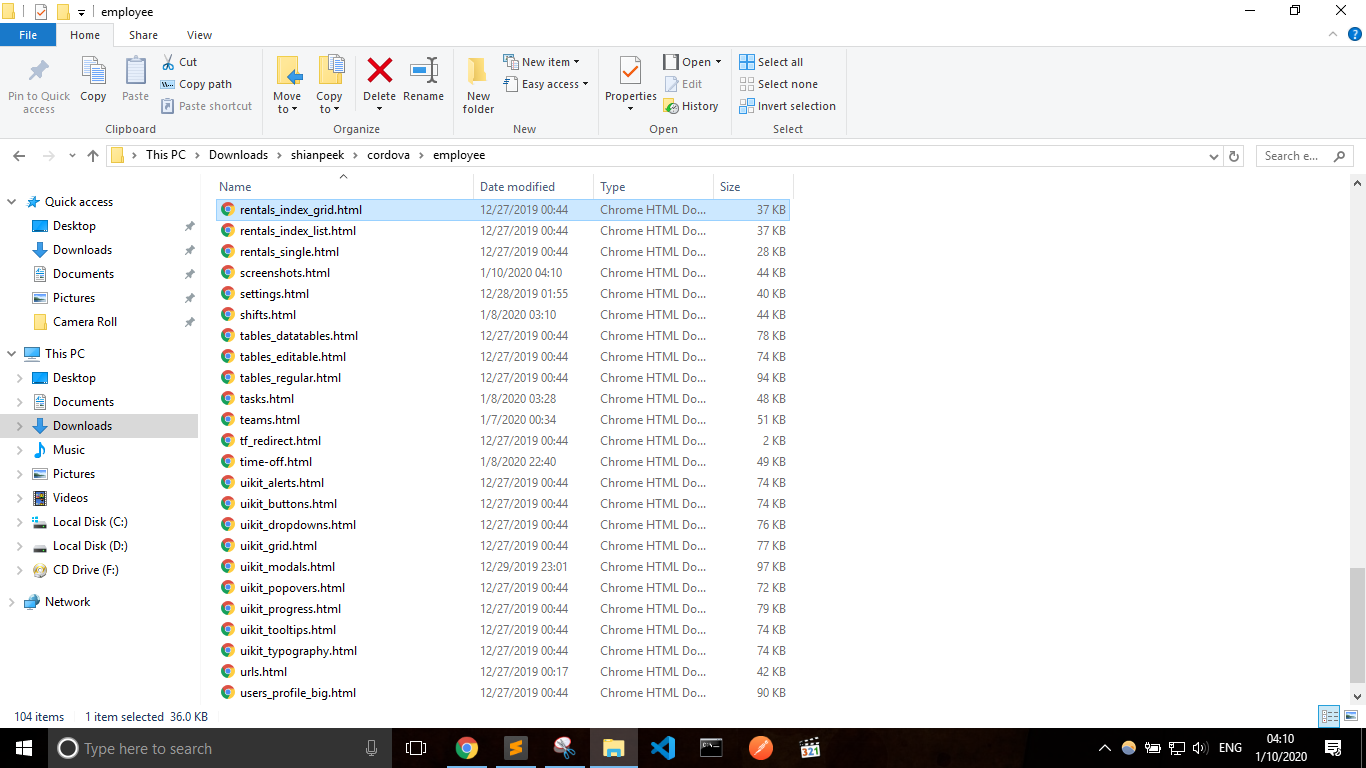 employee
File Home Share View
Pin to Quick access
Copy
Paste
Cut
Copy path
Paste shortcut
Clipboard
Move to
Copy to
Delete
Rename
Organize
New folder
New item
Easy access
New
Properties
Open
Edit
History
Open
Select all
Select none
Invert selection
Select
This PC Downloads shianpeek cordova employee
Search e...
Quick access
Desktop
Downloads
Documents
Pictures
Camera Roll
This PC
Desktop
Documents
Downloads
Music
Pictures
Videos
Local Disk (C:)
Local Disk (D:)
CD Drive (F:)
Network
Name Date modified Type Size
rentals_index_grid.html 12/27/2019 00:44 Chrome HTML Do... 37 KB
rentals_index_list.html 12/27/2019 00:44 Chrome HTML Do... 37 KB
rentals_single.html 12/27/2019 00:44 Chrome HTML Do... 28 KB
screenshots.html 1/10/2020 04:10 Chrome HTML Do... 44 KB
settings.html 12/28/2019 01:55 Chrome HTML Do... 40 KB
shifts.html 1/8/2020 03:10 Chrome HTML Do... 44 KB
tables_datatables.html 12/27/2019 00:44 Chrome HTML Do... 78 KB
tables_editable.html 12/27/2019 00:44 Chrome HTML Do... 74 KB
tables_regular.html 12/27/2019 00:44 Chrome HTML Do... 94 KB
tasks.html 1/8/2020 03:28 Chrome HTML Do... 48 KB
teams.html 1/7/2020 00:34 Chrome HTML Do... 51 KB
tf_redirect.html 12/27/2019 00:44 Chrome HTML Do... 2 KB
time-off.html 1/8/2020 22:40 Chrome HTML Do... 49 KB
uikit_alerts.html 12/27/2019 00:44 Chrome HTML Do... 74 KB
uikit_buttons.html 12/27/2019 00:44 Chrome HTML Do... 74 KB
uikit_dropdowns.html 12/27/2019 00:44 Chrome HTML Do... 76 KB
uikit_grid.html 12/27/2019 00:44 Chrome HTML Do... 77 KB
uikit_modals.html 12/29/2019 23:01 Chrome HTML Do... 97 KB
uikit_popovers.html 12/27/2019 00:44 Chrome HTML Do... 72 KB
uikit_progress.html 12/27/2019 00:44 Chrome HTML Do... 79 KB
uikit_tooltips.html 12/27/2019 00:44 Chrome HTML Do... 74 KB
uikit_typography.html 12/27/2019 00:44 Chrome HTML Do... 74 KB
urls.html 12/27/2019 00:17 Chrome HTML Do... 42 KB
users_profile_big.html 12/27/2019 00:44 Chrome HTML Do... 90 KB
104 items 1 item selected 36.0 KB
Type here to search
321
ENG
04:10
1/10/2020